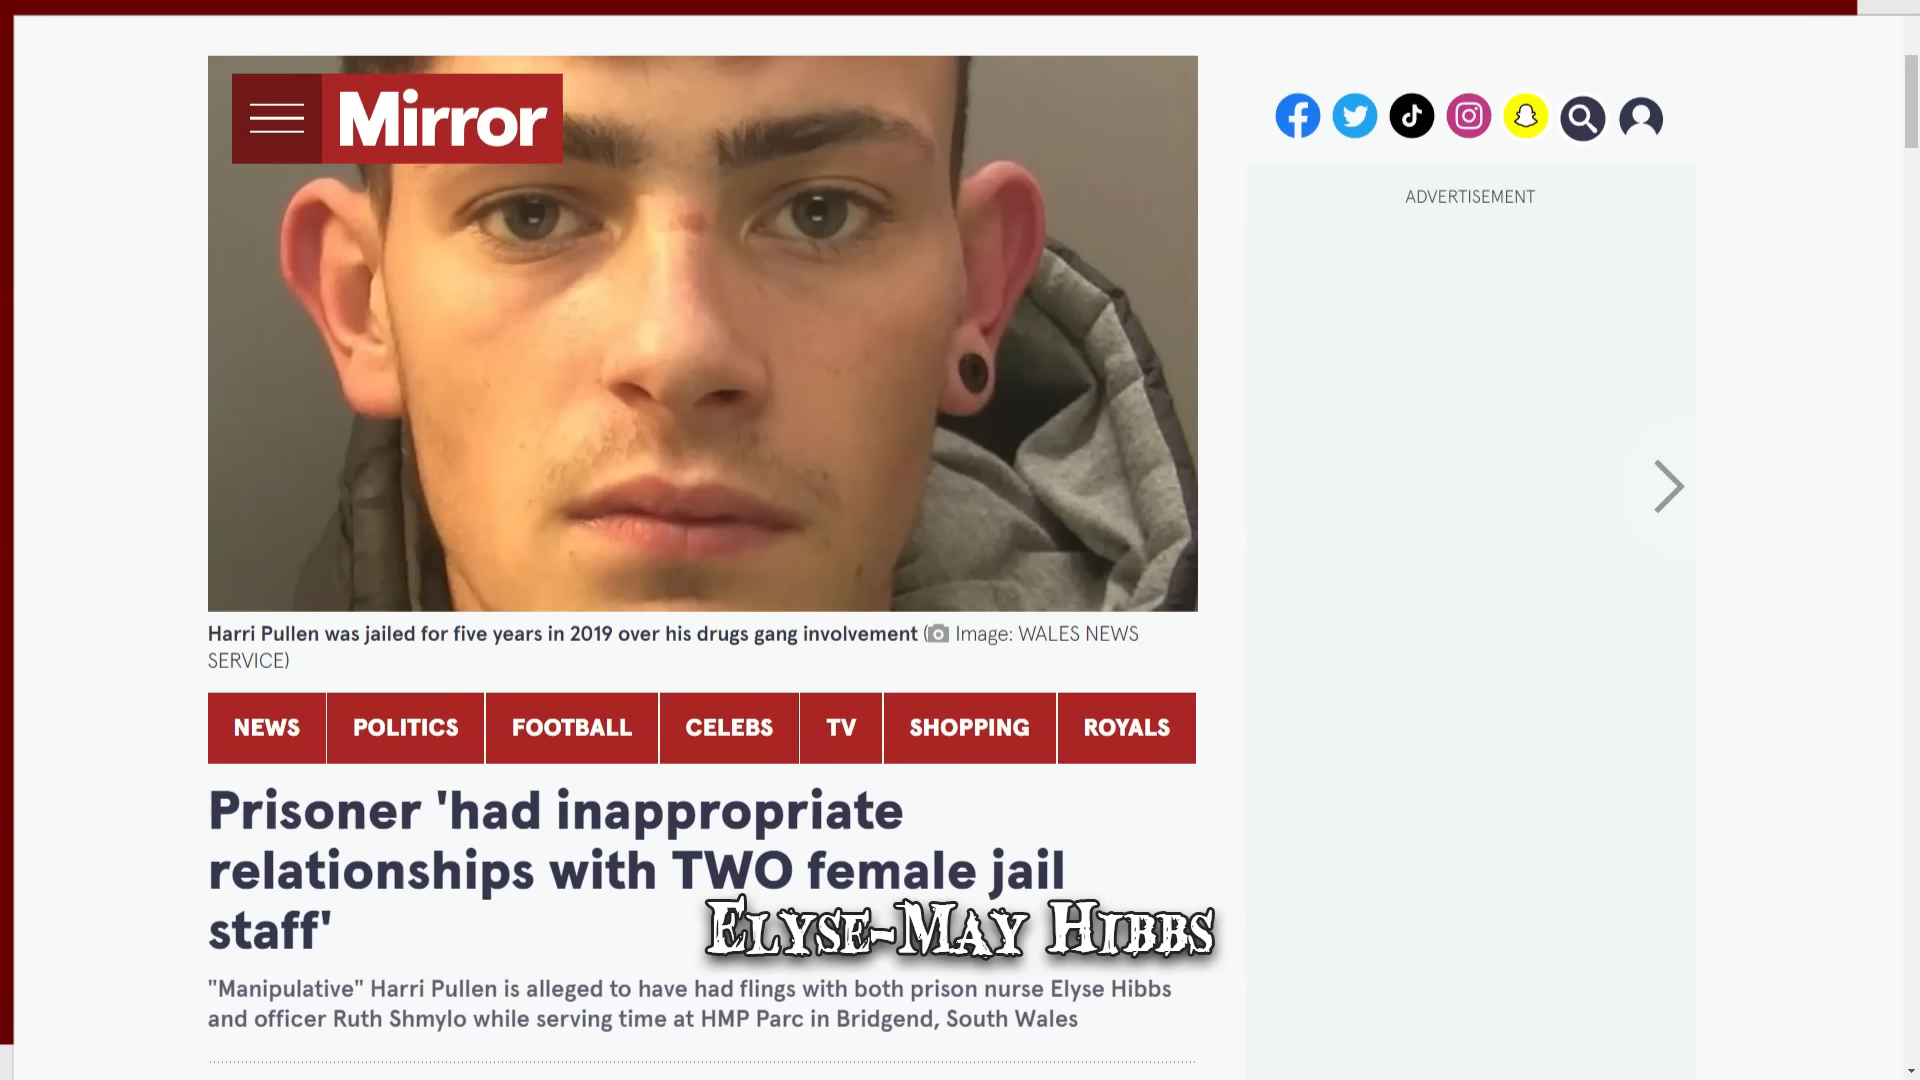 Mirror
ADVERTISEMENT
Harri Pullen was jailed for five years in 2019 over his drugs gang involvement ( Image: WALES NEWS
SERVICE)
NEWS POLITICS FOOTBALL CELEBS TV SHOPPING ROYALS
Prisoner 'had inappropriate
relationships with TWO female jail
staff'
Elyse-May Hibbs
"Manipulative" Harri Pullen is alleged to have had flings with both prison nurse Elyse Hibbs
and officer Ruth Shmylo while serving time at HMP Parc in Bridgend, South Wales